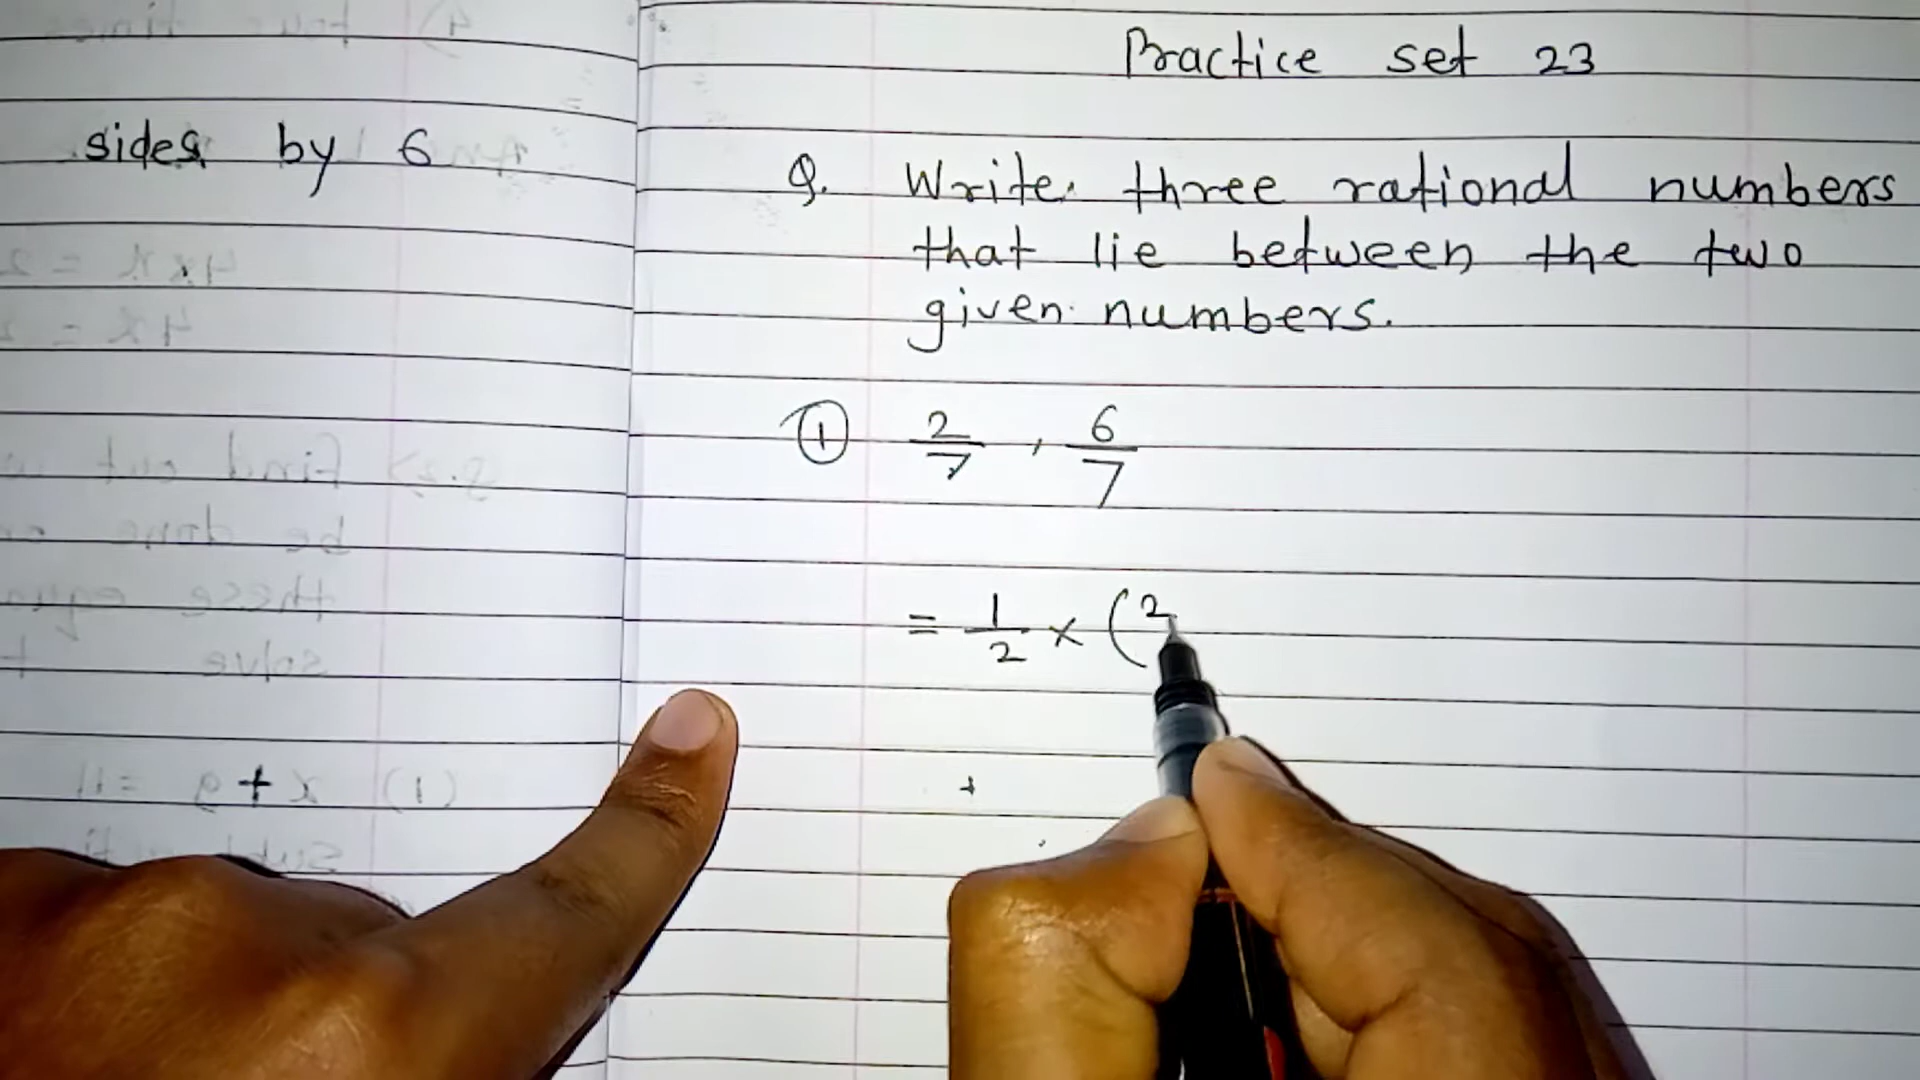 sides by 6
Practice set 23
Q. Write three rational numbers
that lie between the two
given numbers.
① 2/7 , 6/7
= 1/2 × (2